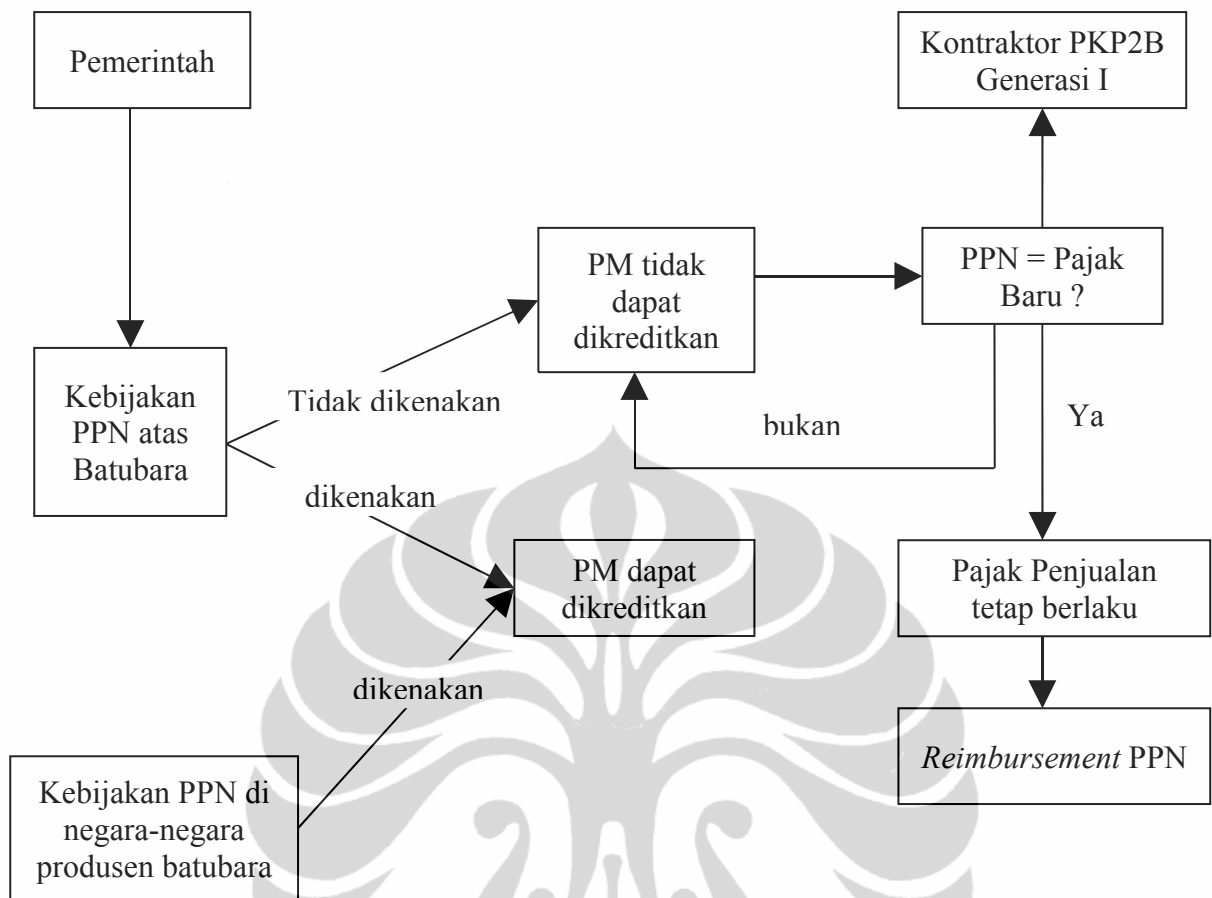 Pemerintah
Kontraktor PKP2B
Generasi I
PM tidak
dapat
dikreditkan
PPN = Pajak
Baru ?
Kebijakan
PPN atas
Batubara
Tidak dikenakan
bukan
Ya
dikenakan
PM dapat
dikreditkan
Pajak Penjualan
tetap berlaku
dikenakan
Reimbursement PPN
Kebijakan PPN di
negara-negara
produsen batubara